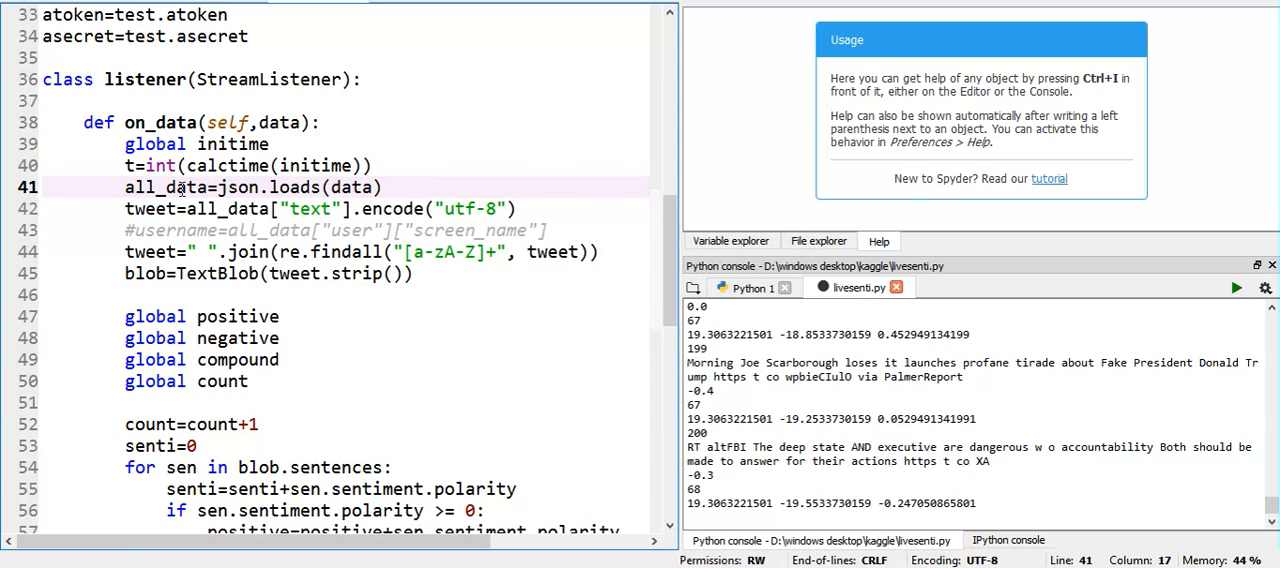 33 atoken=test.atoken
34 asecret=test.asecret
35
36 class listener(StreamListener):
37
38 def on_data(self,data):
39 global initime
40 t=int(calctime(initime))
41 all_data=json.loads(data)
42 tweet=all_data["text"].encode("utf-8")
43 #username=all_data["user"]["screen_name"]
44 tweet=" ".join(re.findall("[a-zA-Z]+", tweet))
45 blob=TextBlob(tweet.strip())
46
47 global positive
48 global negative
49 global compound
50 global count
51
52 count=count+1
53 senti=0
54 for sen in blob.sentences:
55 senti=senti+sen.sentiment.polarity
56 if sen.sentiment.polarity >= 0:
57 positive=positive+sen.sentiment.polarity
Usage
Here you can get help of any object by pressing Ctrl+I in
front of it, either on the Editor or the Console.
Help can also be shown automatically after writing a left
parenthesis next to an object. You can activate this
behavior in Preferences > Help.
New to Spyder? Read our tutorial
Variable explorer File explorer Help
Python console - D:\windows desktop\kaggle\livesenti.py
Python 1 livesenti.py
0.0
67
19.3063221501 -18.8533730159 0.452949134199
199
Morning Joe Scarborough loses it launches profane tirade about Fake President Donald Tr
ump https t co wpbieCIulO via PalmerReport
-0.4
67
19.3063221501 -19.2533730159 0.0529491341991
200
RT altFBI The deep state AND executive are dangerous w o accountability Both should be
made to answer for their actions https t co XA
-0.3
68
19.3063221501 -19.5533730159 -0.247050865801
Python console - D:\windows desktop\kaggle\livesenti.py IPython console
Permissions: RW End-of-lines: CRLF Encoding: UTF-8 Line: 41 Column: 17 Memory: 44 %